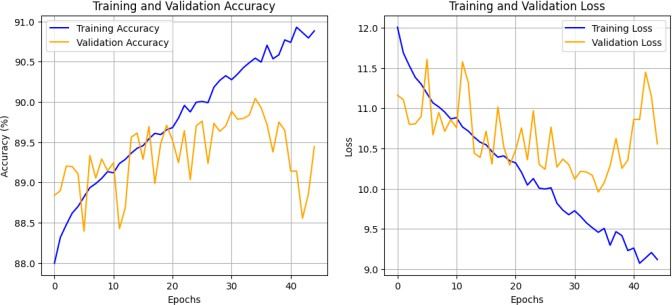 Training and Validation Accuracy
Training Accuracy
Validation Accuracy
91.0
90.5
90.0
89.5
89.0
88.5
88.0
Accuracy (%)
0 10 20 30 40
Epochs
Training and Validation Loss
Training Loss
Validation Loss
12.0
11.5
11.0
10.5
10.0
9.5
9.0
Loss
0 10 20 30 40
Epochs